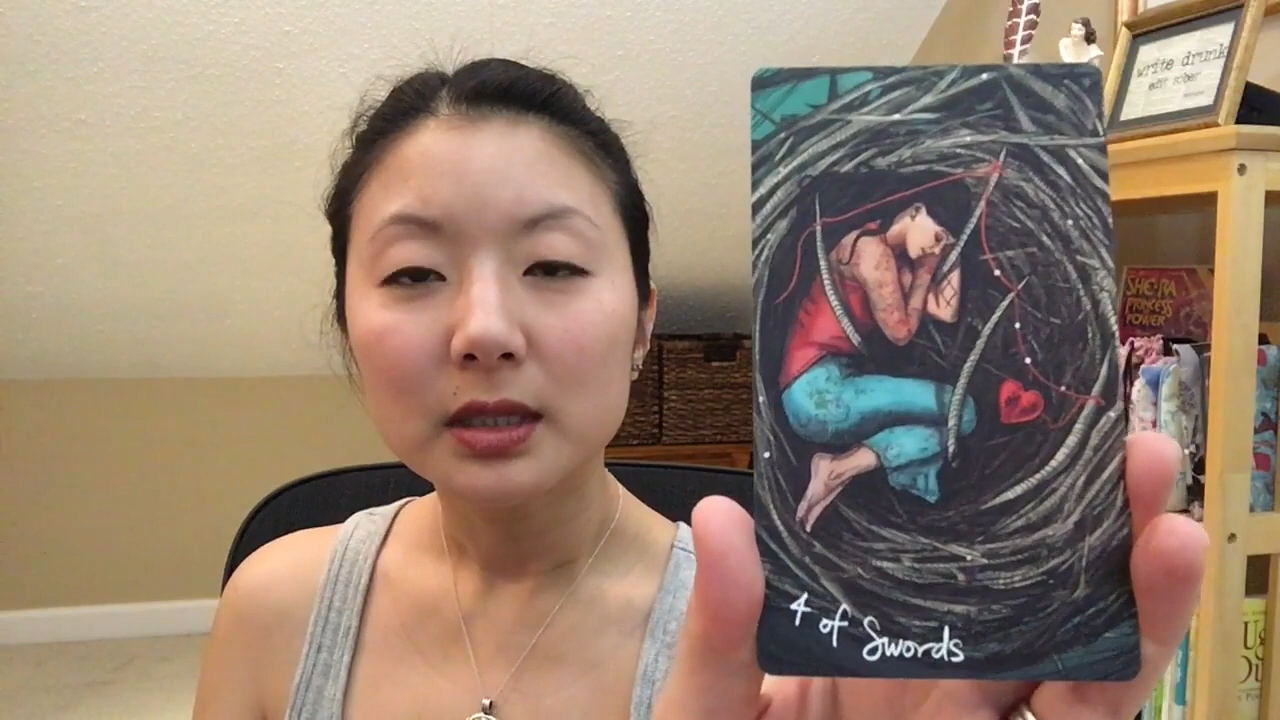 write drunk
edit sober
SHE-RA
PRINCESS
POWER
4 of Swords